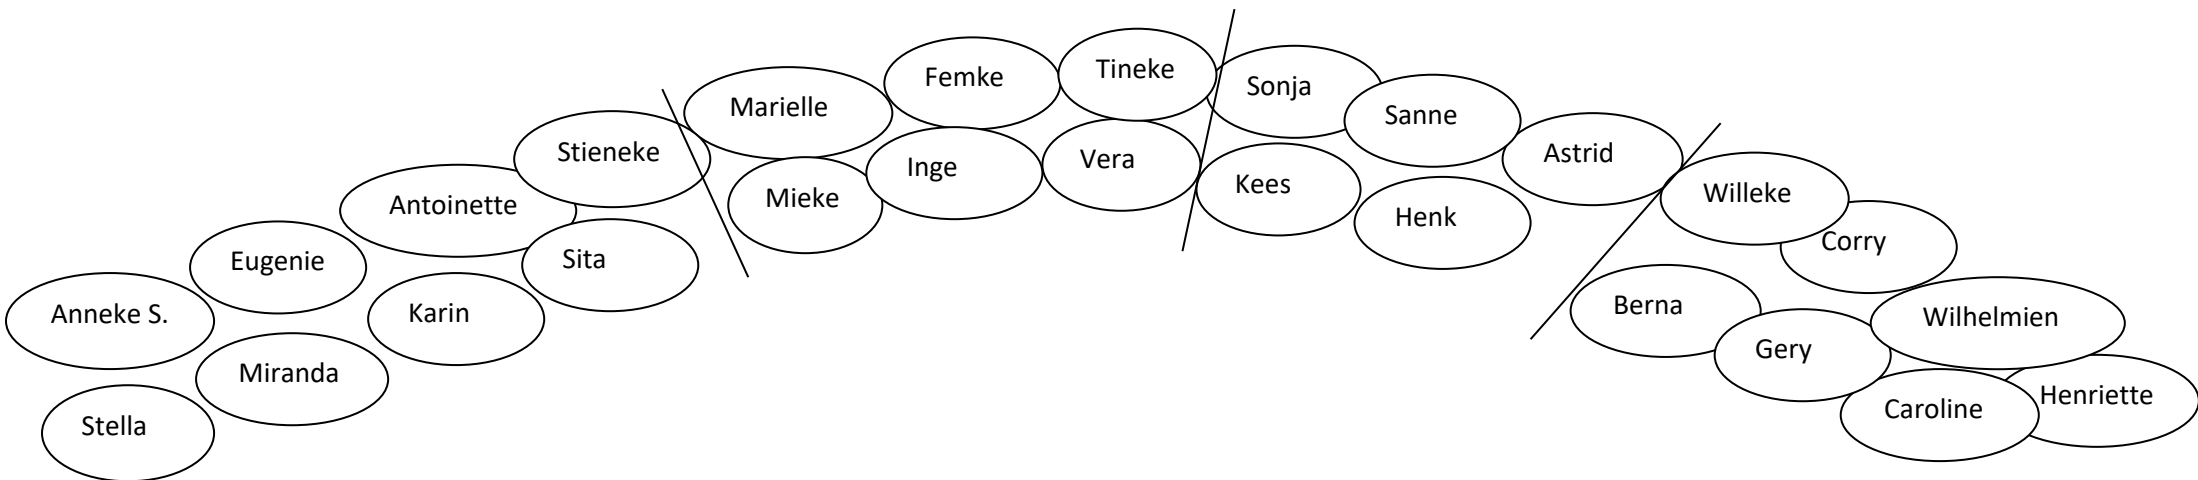 Anneke S.
Eugenie
Antoinette
Stieneke
Marielle
Femke
Tineke
Sonja
Sanne
Astrid
Willeke
Corry
Wilhelmien
Henriette
Stella
Miranda
Karin
Sita
Mieke
Inge
Vera
Kees
Henk
Berna
Gery
Caroline